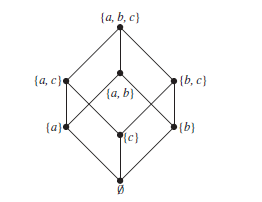 {a, b, c}
{a, c} {b, c}
{a, b}
{a} {c} {b}
∅